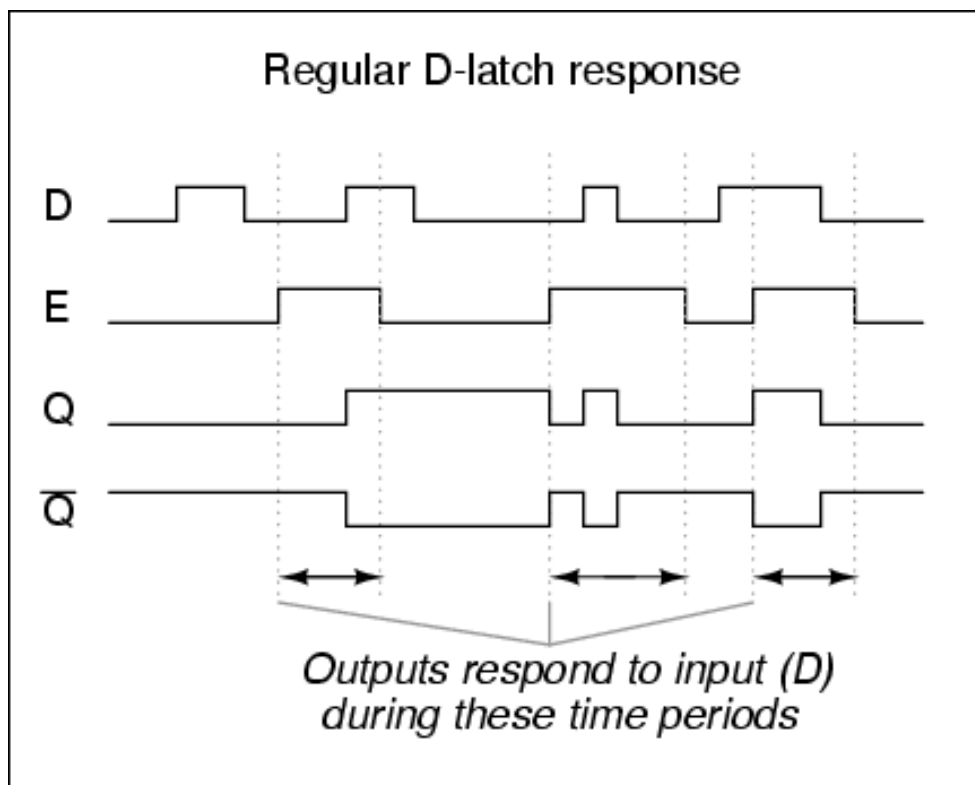 Regular D-latch response
D
E
Q
Q̅
Outputs respond to input (D)
during these time periods